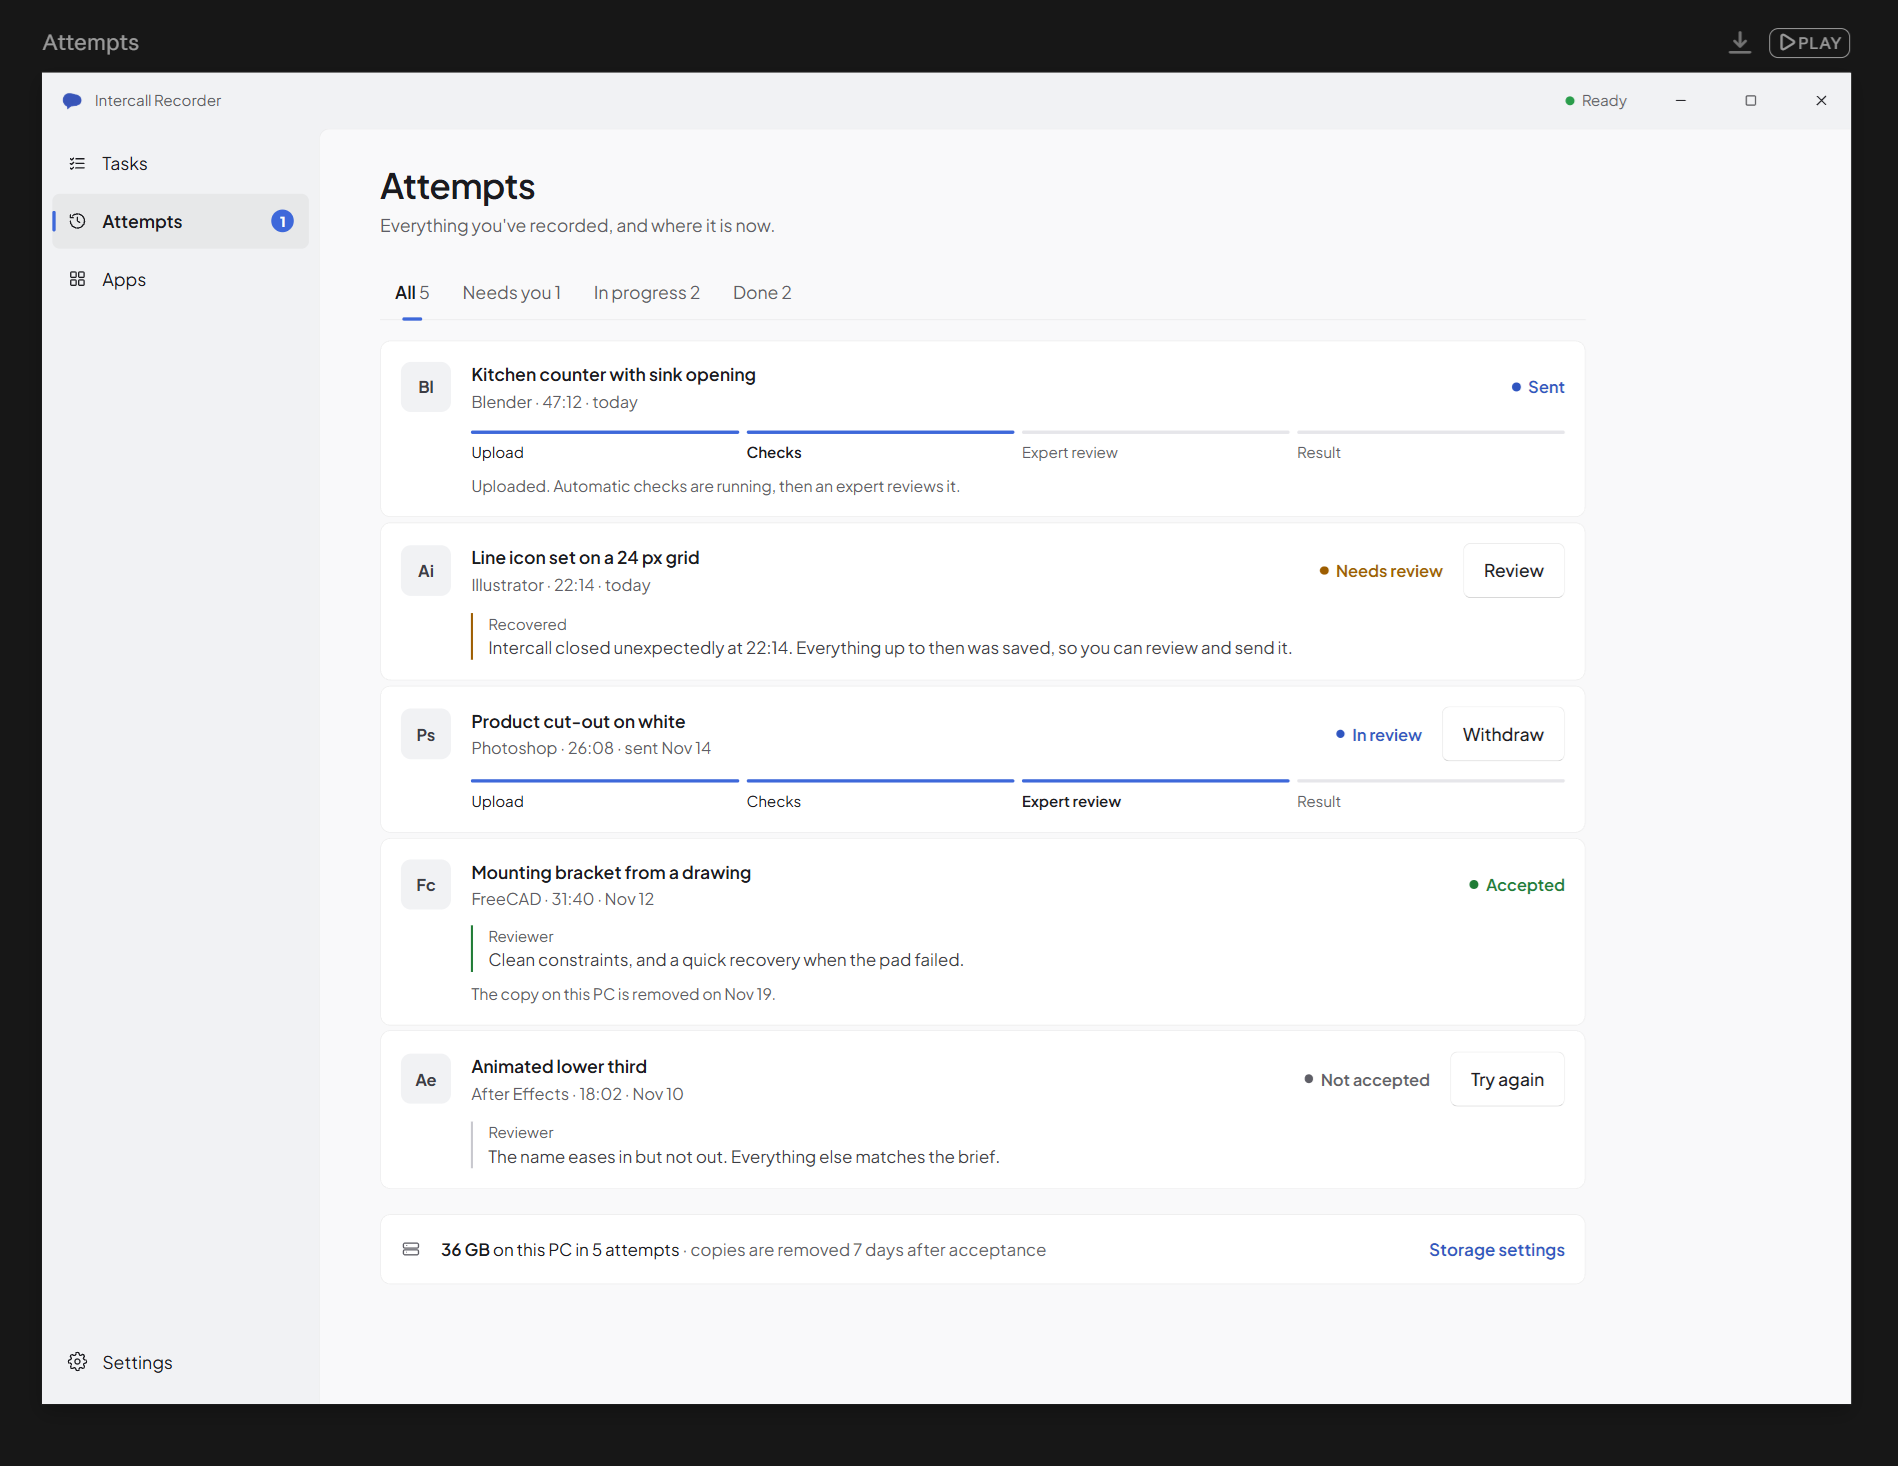 Attempts
PLAY
Intercall Recorder
Ready
Tasks
Attempts 1
Apps
Settings
Attempts
Everything you've recorded, and where it is now.
All 5 Needs you 1 In progress 2 Done 2
Bl
Kitchen counter with sink opening
Blender · 47:12 · today
Sent
Upload Checks Expert review Result
Uploaded. Automatic checks are running, then an expert reviews it.
Ai
Line icon set on a 24 px grid
Illustrator · 22:14 · today
Needs review
Review
Recovered
Intercall closed unexpectedly at 22:14. Everything up to then was saved, so you can review and send it.
Ps
Product cut-out on white
Photoshop · 26:08 · sent Nov 14
In review
Withdraw
Upload Checks Expert review Result
Fc
Mounting bracket from a drawing
FreeCAD · 31:40 · Nov 12
Accepted
Reviewer
Clean constraints, and a quick recovery when the pad failed.
The copy on this PC is removed on Nov 19.
Ae
Animated lower third
After Effects · 18:02 · Nov 10
Not accepted
Try again
Reviewer
The name eases in but not out. Everything else matches the brief.
36 GB on this PC in 5 attempts · copies are removed 7 days after acceptance
Storage settings